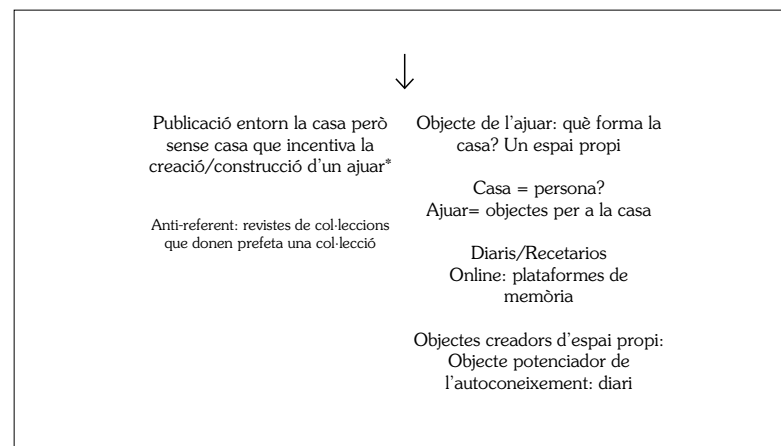 Publicació entorn la casa però
sense casa que incentiva la
creació/construcció d'un ajuar*
Anti-referent: revistes de col·leccions
que donen prefeta una col·lecció
Objecte de l'ajuar: què forma la
casa? Un espai propi
Casa = persona?
Ajuar= objectes per a la casa
Diaris/Recetarios
Online: plataformes de
memòria
Objectes creadors d'espai propi:
Objecte potenciador de
l'autoconeixement: diari